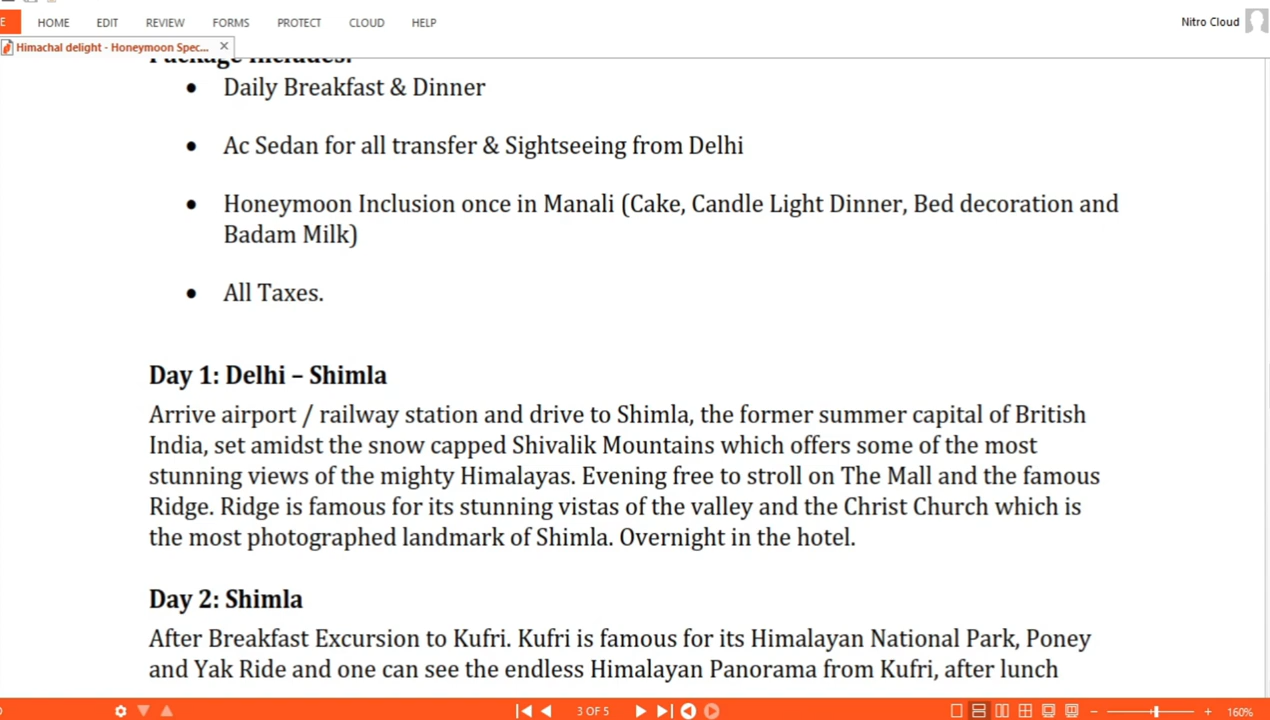 HOME EDIT REVIEW FORMS PROTECT CLOUD HELP Nitro Cloud
Himachal delight - Honeymoon Spec...
Package Includes:
• Daily Breakfast & Dinner
• Ac Sedan for all transfer & Sightseeing from Delhi
• Honeymoon Inclusion once in Manali (Cake, Candle Light Dinner, Bed decoration and
Badam Milk)
• All Taxes.
Day 1: Delhi – Shimla
Arrive airport / railway station and drive to Shimla, the former summer capital of British
India, set amidst the snow capped Shivalik Mountains which offers some of the most
stunning views of the mighty Himalayas. Evening free to stroll on The Mall and the famous
Ridge. Ridge is famous for its stunning vistas of the valley and the Christ Church which is
the most photographed landmark of Shimla. Overnight in the hotel.
Day 2: Shimla
After Breakfast Excursion to Kufri. Kufri is famous for its Himalayan National Park, Poney
and Yak Ride and one can see the endless Himalayan Panorama from Kufri, after lunch
3 OF 5 160%